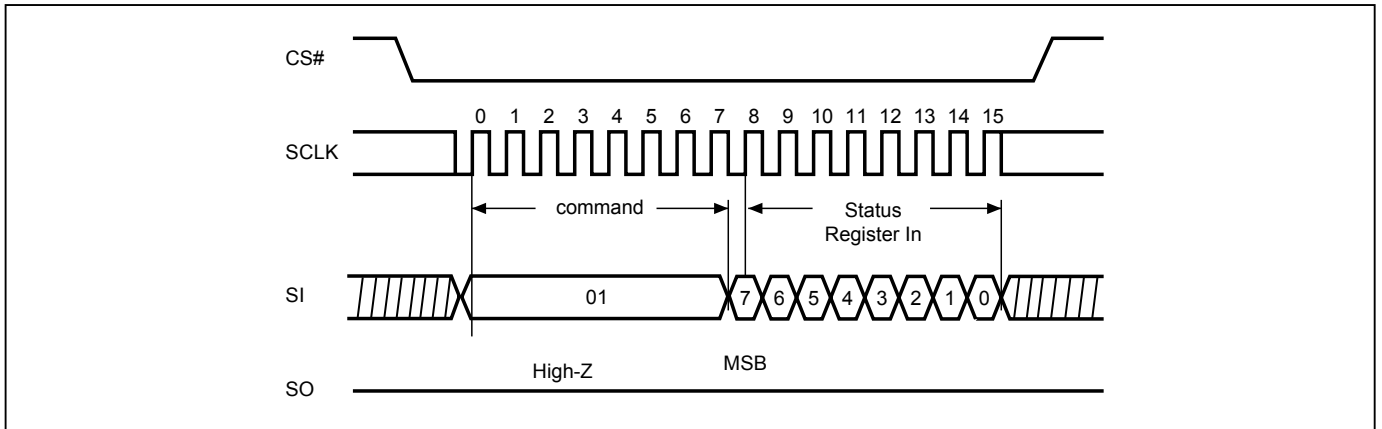 CS#
0 1 2 3 4 5 6 7 8 9 10 11 12 13 14 15
SCLK
command
Status
Register In
SI
01
7 6 5 4 3 2 1 0
High-Z
MSB
SO